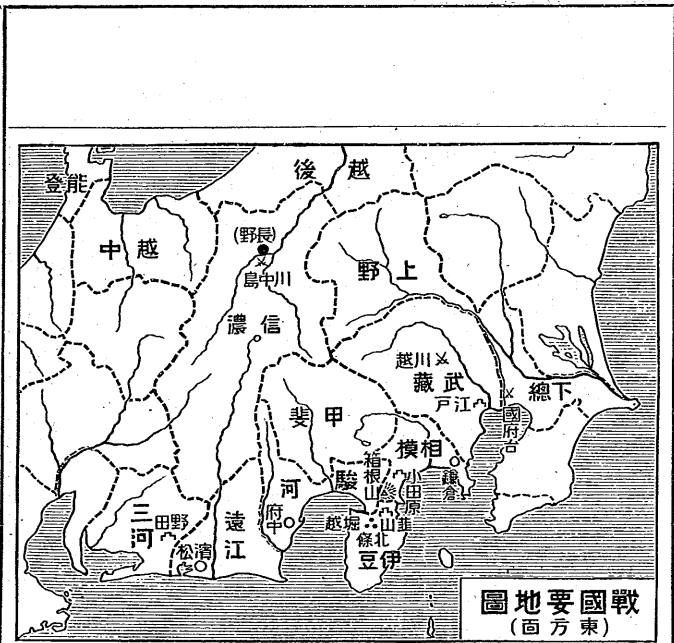 能登
越後
越中
(長野)
川中島
上野
信濃
川越
武藏
江戸
下總
國府台
甲斐
相模
鎌倉
箱根山
小田原
駿河
府中
堀越
韮山
北條
伊豆
三河
野田
遠江
濱松
戰國要地圖
(東方面)